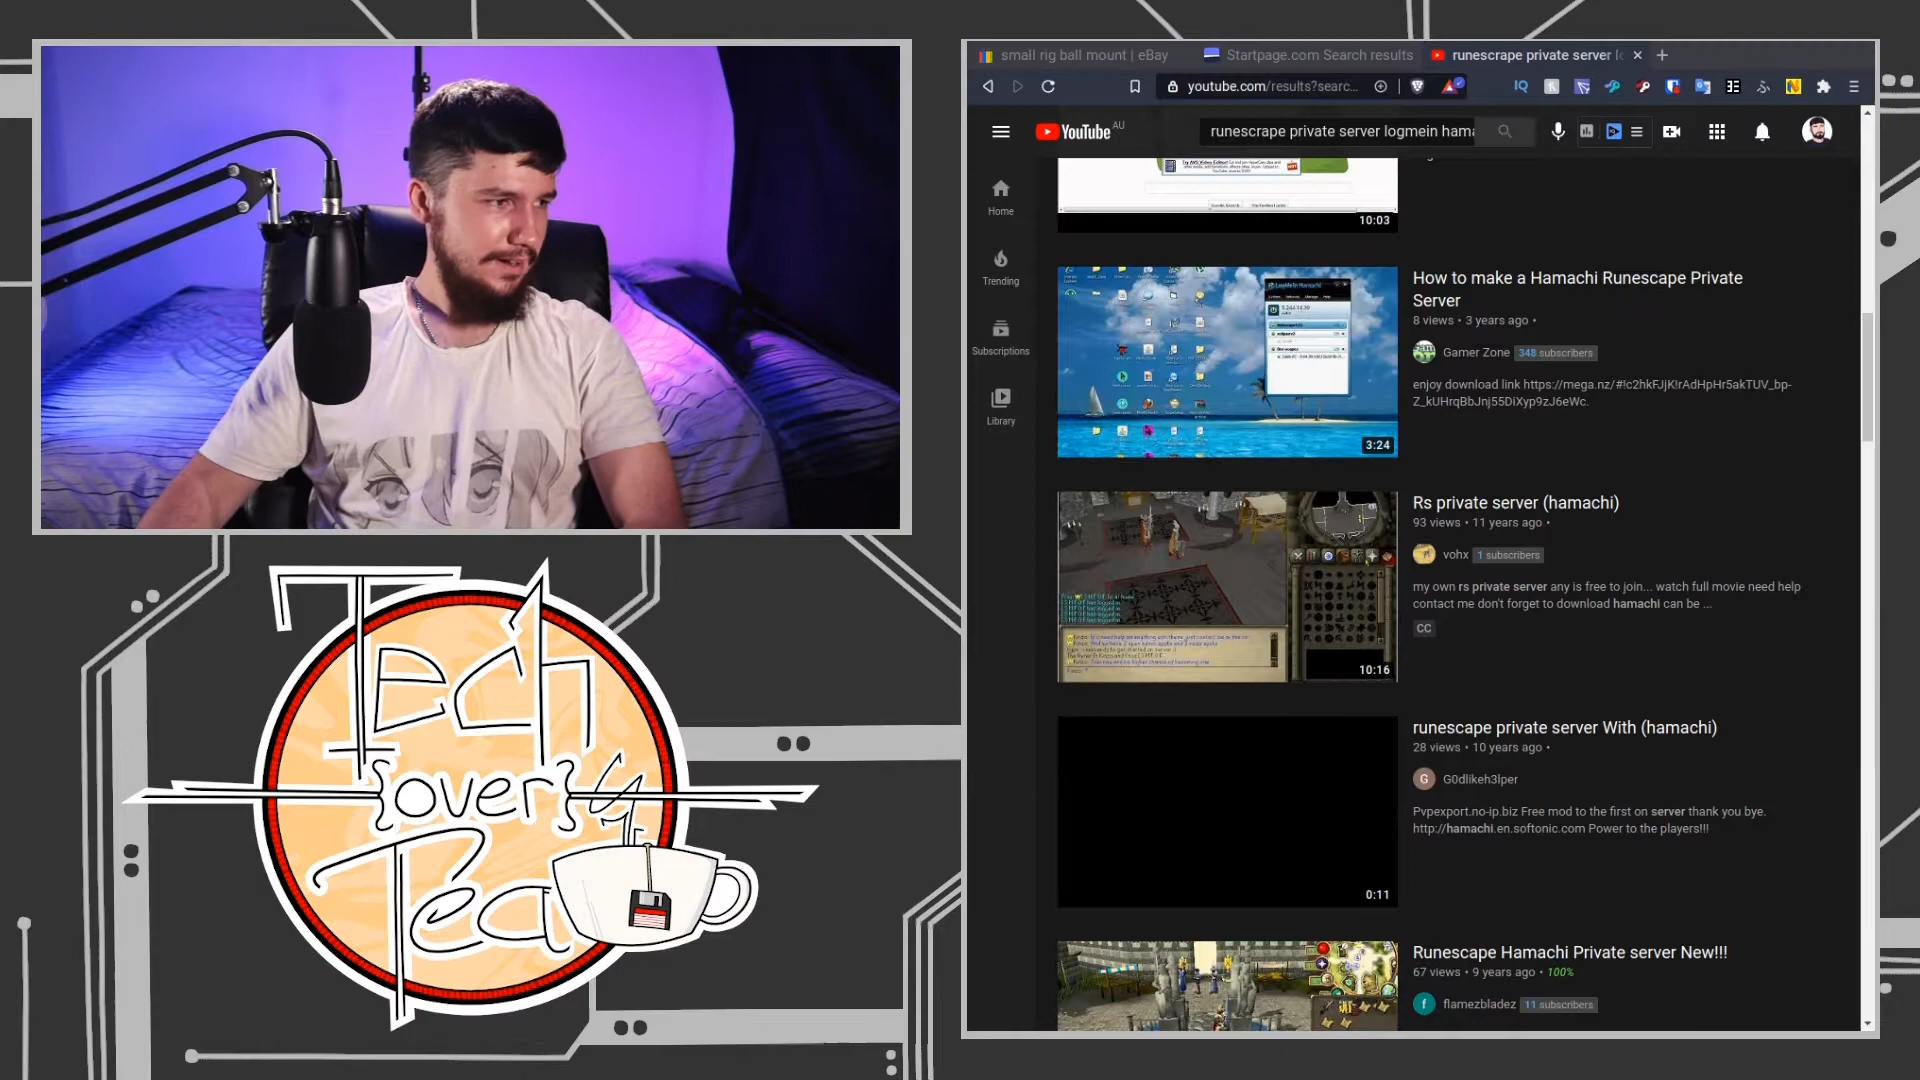 small rig ball mount | eBay
Startpage.com Search results
runescrape private server lo
youtube.com/results?searc...
YouTube AU
runescrape private server logmein hama
Home
Trending
Subscriptions
Library
10:03
How to make a Hamachi Runescape Private
Server
8 views • 3 years ago •
Gamer Zone 348 subscribers
enjoy download link https://mega.nz/#!c2hkFJjK!rAdHpHr5akTUV_bp-
Z_kUHrqBbJnj55DiXyp9zJ6eWc.
3:24
Rs private server (hamachi)
93 views • 11 years ago •
vohx 1 subscribers
my own rs private server any is free to join... watch full movie need help
contact me don't forget to download hamachi can be ...
CC
10:16
runescape private server With (hamachi)
28 views • 10 years ago •
G G0dlikeh3lper
Pvpexport.no-ip.biz Free mod to the first on server thank you bye.
http://hamachi.en.softonic.com Power to the players!!!
0:11
Runescape Hamachi Private server New!!!
67 views • 9 years ago • 100%
f flamezbladez 11 subscribers
Tech
{over}
Tea